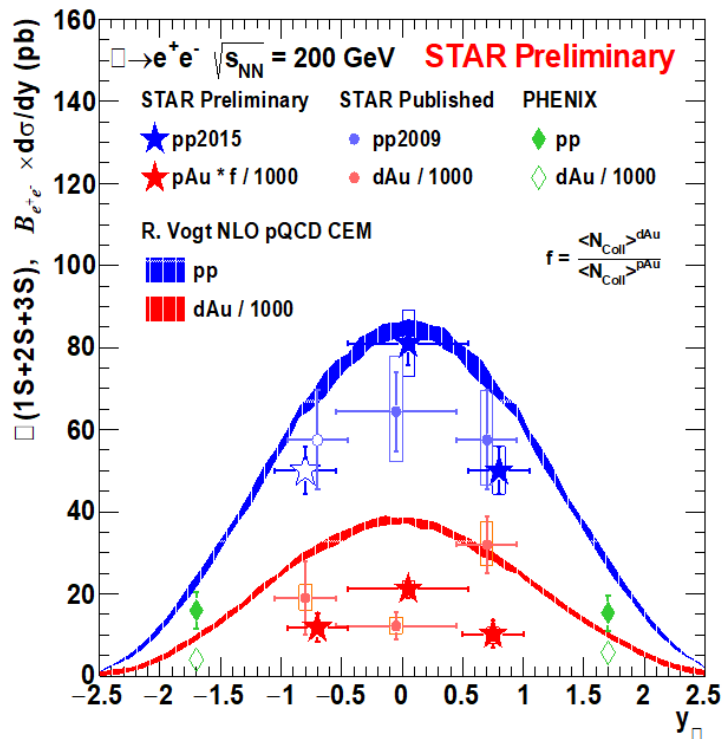 □→e⁺e⁻ √s_NN = 200 GeV STAR Preliminary
STAR Preliminary STAR Published PHENIX
pp2015 pp2009 pp
pAu * f / 1000 dAu / 1000 dAu / 1000
R. Vogt NLO pQCD CEM
pp
dAu / 1000
f = <N_Coll>^dAu / <N_Coll>^pAu
□(1S+2S+3S), B_e⁺e⁻ ×dσ/dy (pb)
160
140
120
100
80
60
40
20
0
−2.5 −2 −1.5 −1 −0.5 0 0.5 1 1.5 2 2.5
y_□